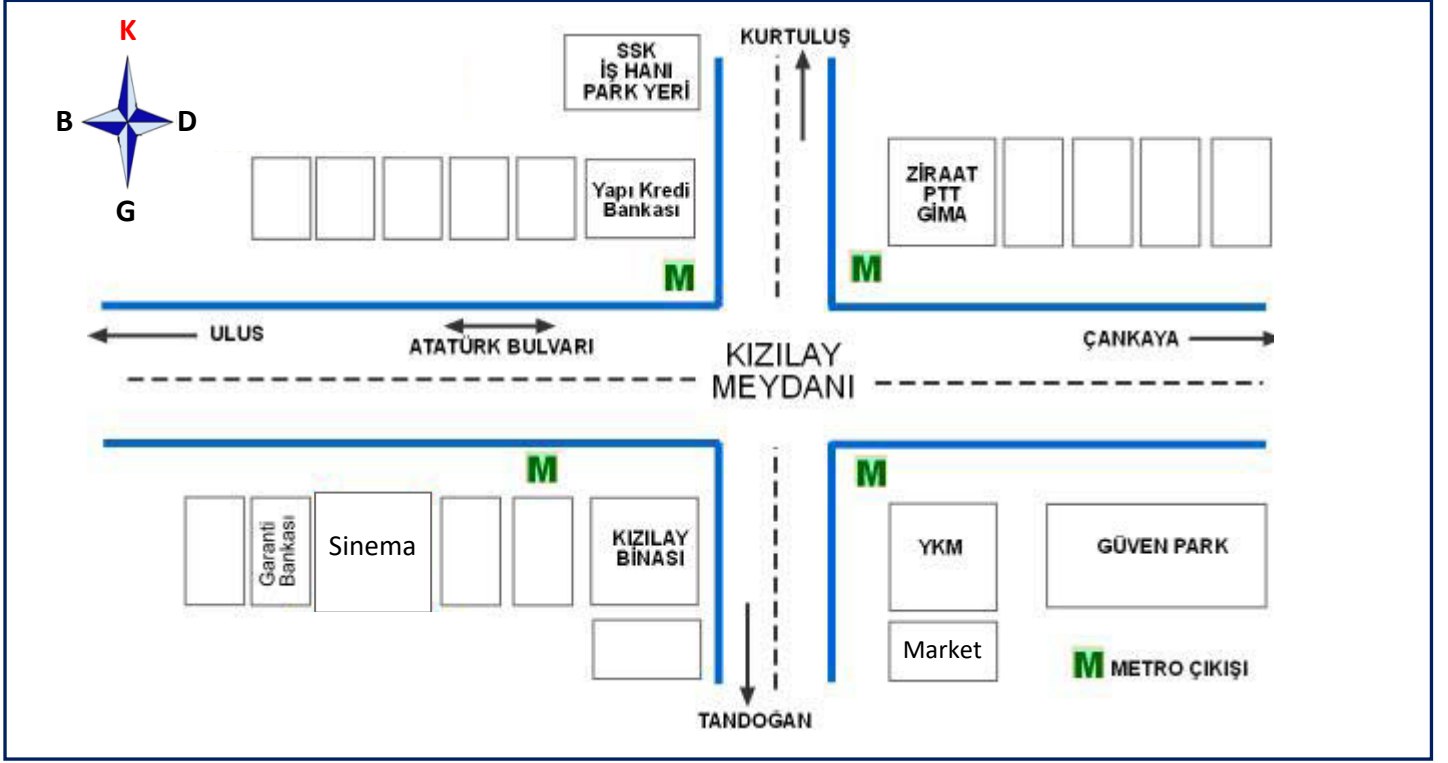 K
B
D
G
SSK
İŞ HANI
PARK YERİ
KURTULUŞ
Yapı Kredi
Bankası
ZİRAAT
PTT
GİMA
M
M
ULUS
ATATÜRK BULVARI
KIZILAY
MEYDANI
ÇANKAYA
M
M
Garanti
Bankası
Sinema
KIZILAY
BİNASI
YKM
GÜVEN PARK
Market
M METRO ÇIKIŞI
TANDOĞAN